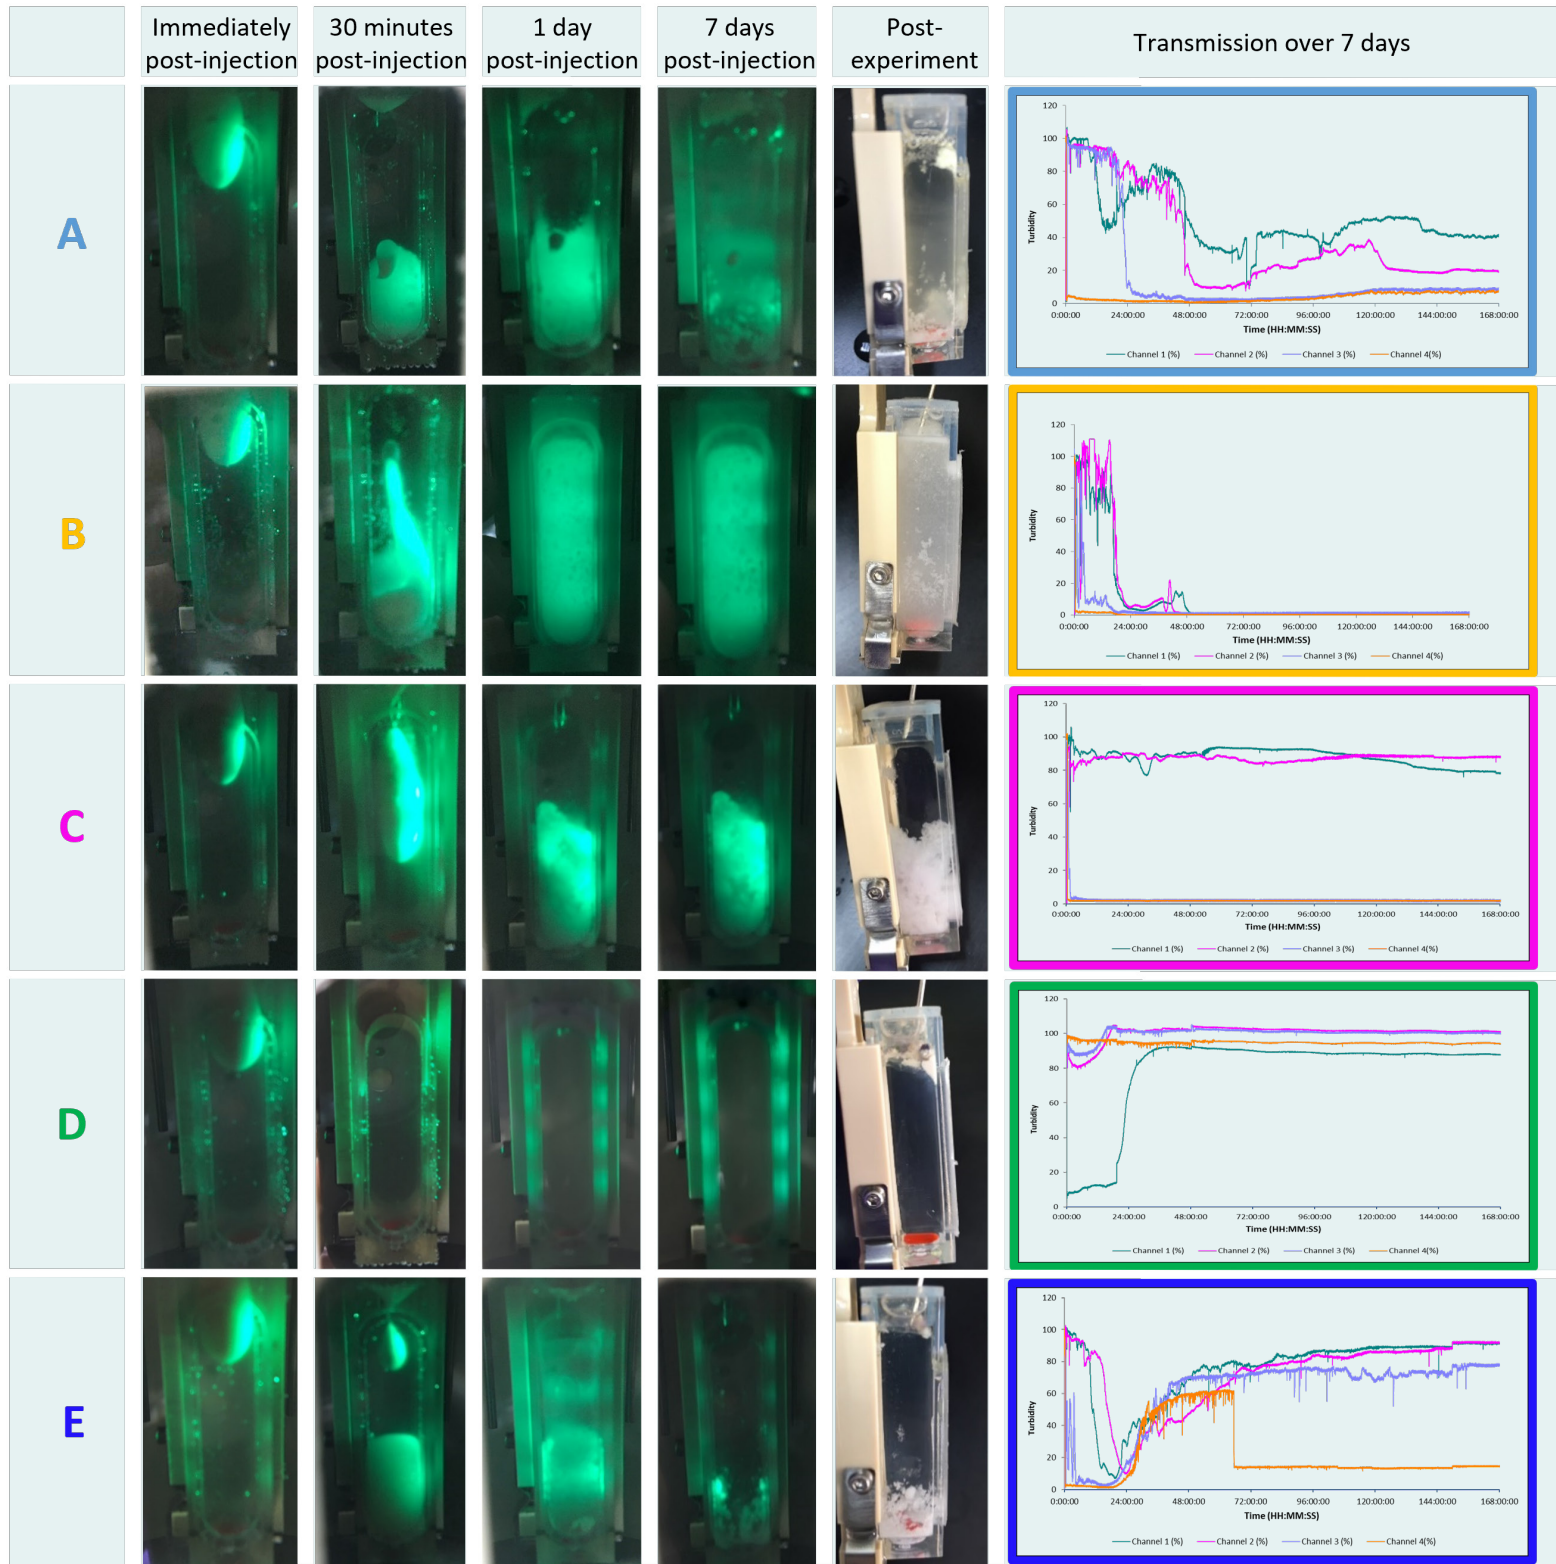 Immediately post-injection
30 minutes post-injection
1 day post-injection
7 days post-injection
Post-experiment
Transmission over 7 days
A
120
100
80
60
40
20
0
Turbidity
0:00:00 24:00:00 48:00:00 72:00:00 96:00:00 120:00:00 144:00:00 168:00:00
Time (HH:MM:SS)
Channel 1 (%) Channel 2 (%) Channel 3 (%) Channel 4(%)
B
120
100
80
60
40
20
0
Turbidity
0:00:00 24:00:00 48:00:00 72:00:00 96:00:00 120:00:00 144:00:00 168:00:00
Time (HH:MM:SS)
Channel 1 (%) Channel 2 (%) Channel 3 (%) Channel 4(%)
C
120
100
80
60
40
20
0
Turbidity
0:00:00 24:00:00 48:00:00 72:00:00 96:00:00 120:00:00 144:00:00 168:00:00
Time (HH:MM:SS)
Channel 1 (%) Channel 2 (%) Channel 3 (%) Channel 4(%)
D
120
100
80
60
40
20
0
Turbidity
0:00:00 24:00:00 48:00:00 72:00:00 96:00:00 120:00:00 144:00:00 168:00:00
Time (HH:MM:SS)
Channel 1 (%) Channel 2 (%) Channel 3 (%) Channel 4(%)
E
120
100
80
60
40
20
0
Turbidity
0:00:00 24:00:00 48:00:00 72:00:00 96:00:00 120:00:00 144:00:00 168:00:00
Time (HH:MM:SS)
Channel 1 (%) Channel 2 (%) Channel 3 (%) Channel 4(%)